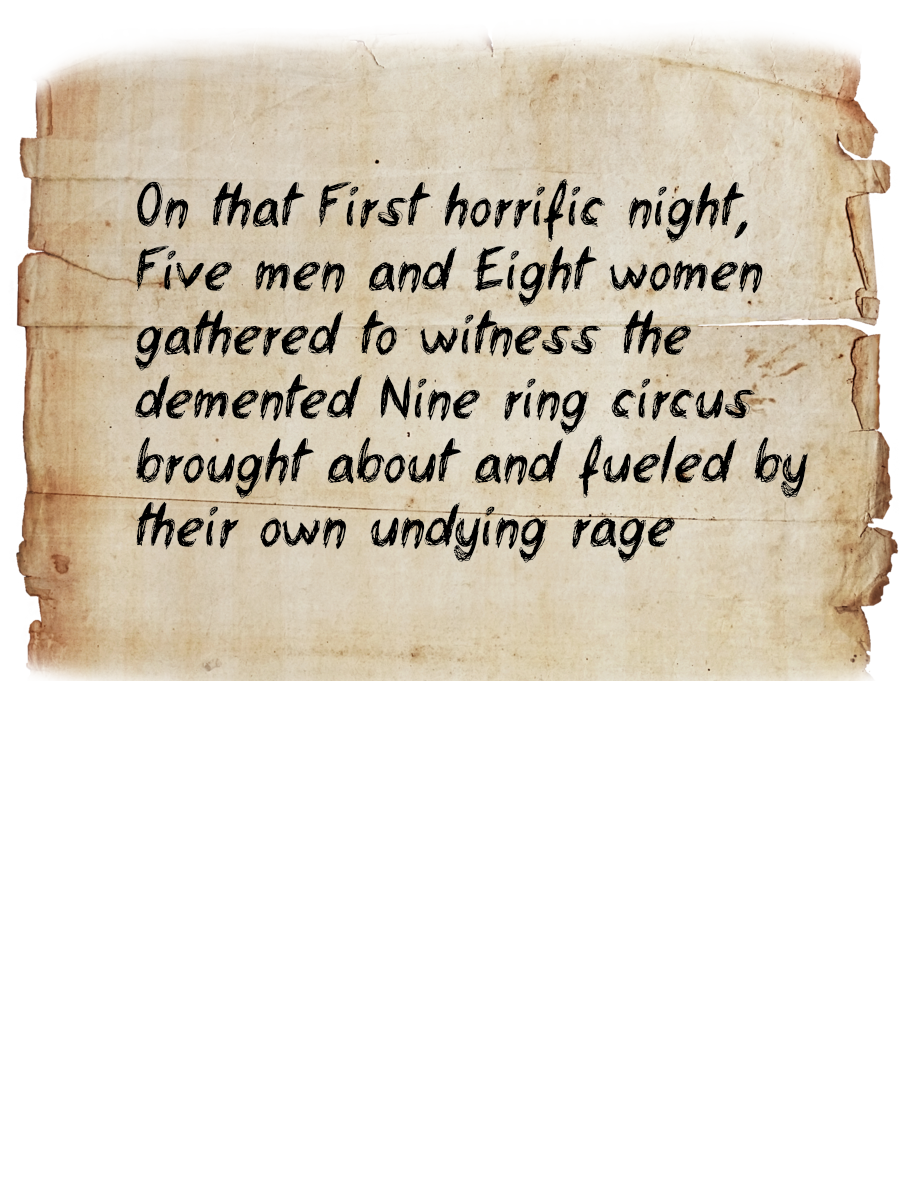 On that First horrific night,
Five men and Eight women
gathered to witness the
demented Nine ring circus
brought about and fueled by
their own undying rage